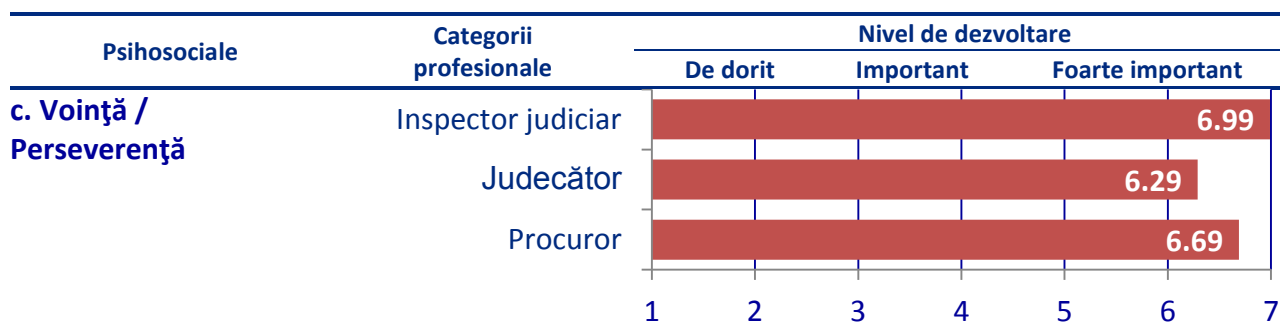 Psihosociale
Categorii
profesionale
Nivel de dezvoltare
De dorit Important Foarte important
c. Voinţă /
Perseverenţă
Inspector judiciar 6.99
Judecător 6.29
Procuror 6.69
1 2 3 4 5 6 7